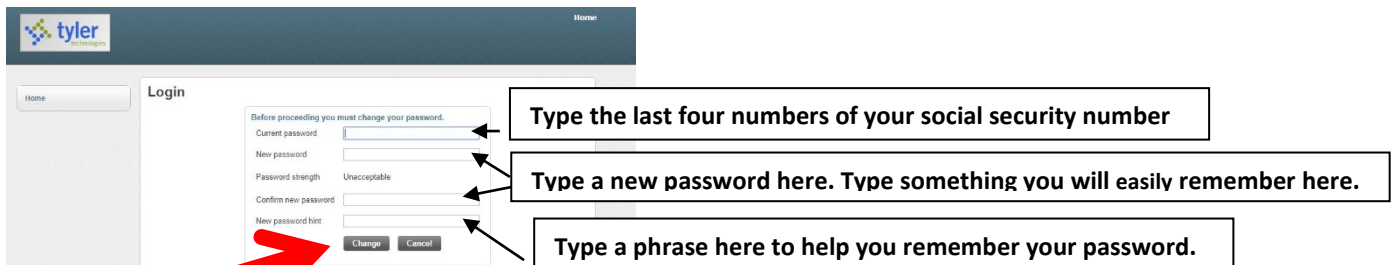 tyler
technologies
Home
Home
Login
Before proceeding you must change your password.
Current password
Type the last four numbers of your social security number
New password
Password strength Unacceptable
Type a new password here. Type something you will easily remember here.
Confirm new password
New password hint
Change Cancel
Type a phrase here to help you remember your password.